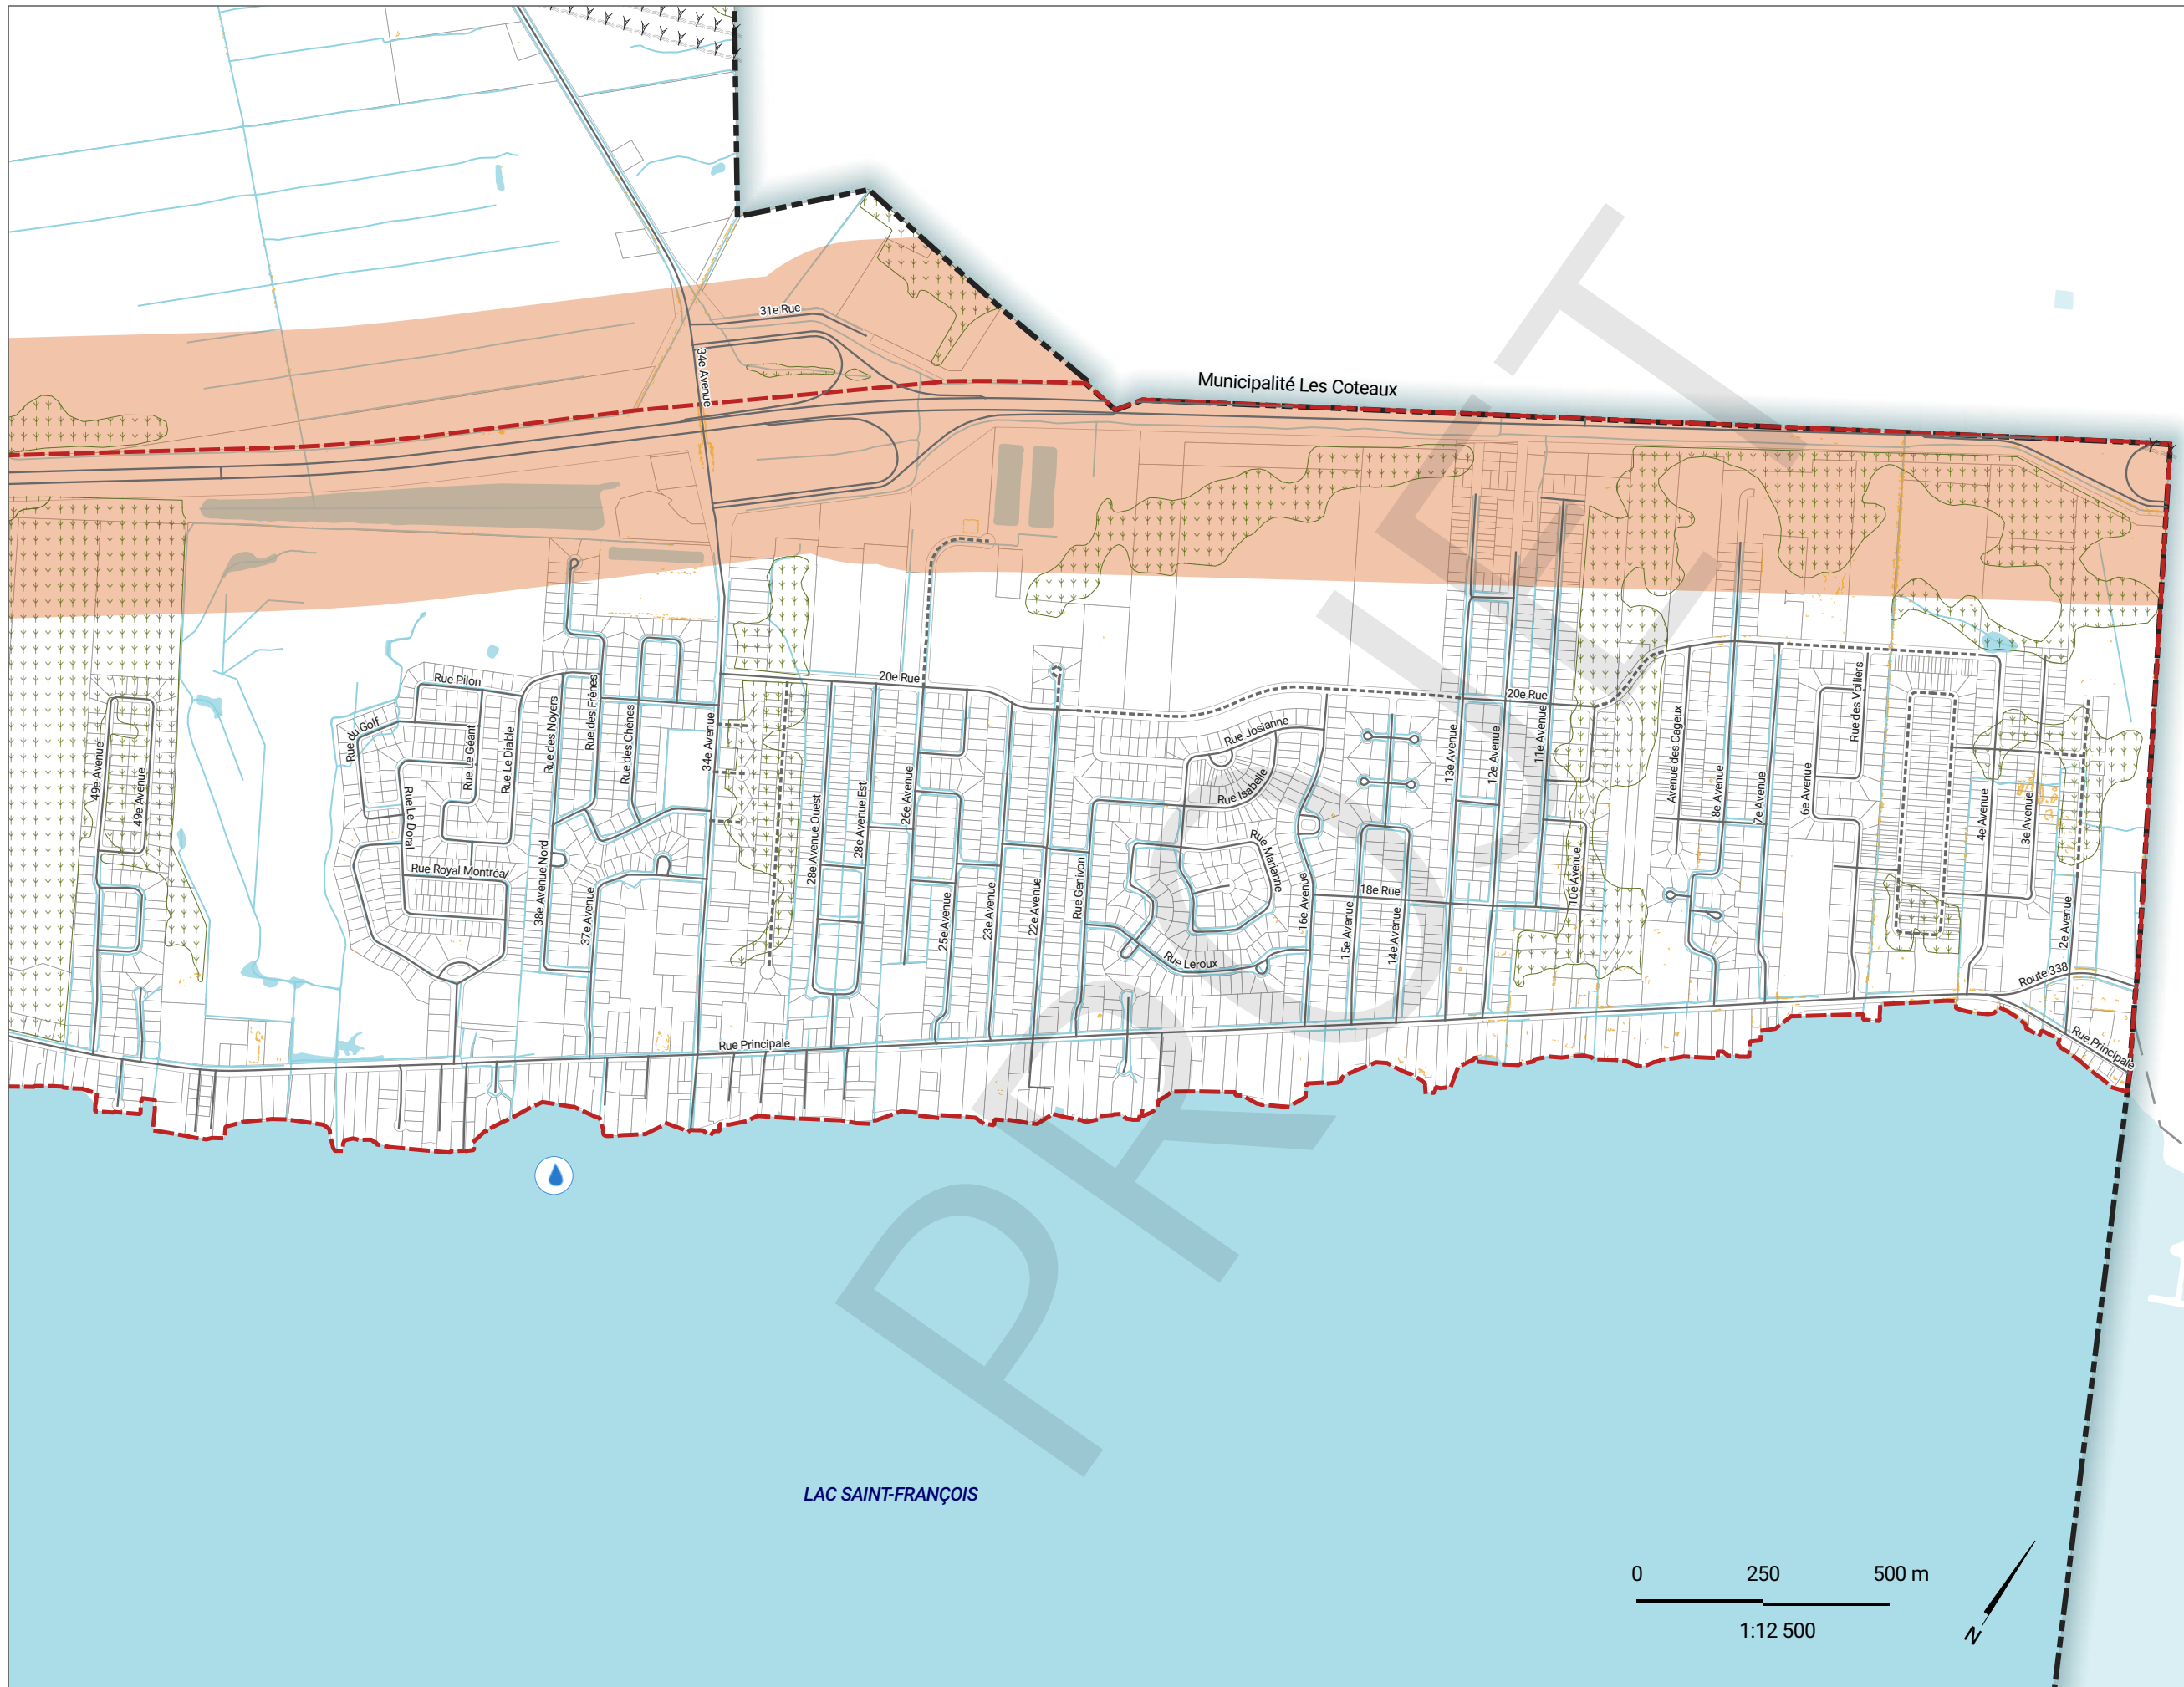 31e Rue
34e Avenue
Municipalité Les Coteaux
Rue Pilon
Rue du Golf
Rue Le Géant
Rue Le Diable
Rue des Noyers
Rue des Frênes
Rue des Chênes
34e Avenue
20e Rue
20e Rue
Rue des Voiliers
49e Avenue
49e Avenue
Rue Le Doral
Rue Royal Montréal
38e Avenue Nord
37e Avenue
28e Avenue Ouest
28e Avenue Est
26e Avenue
25e Avenue
23e Avenue
22e Avenue
Rue Genivon
Rue Josianne
Rue Isabelle
Rue Marianne
Rue Leroux
16e Avenue
18e Rue
15e Avenue
14e Avenue
13e Avenue
12e Avenue
11e Avenue
10e Avenue
Avenue des Cageux
8e Avenue
7e Avenue
6e Avenue
4e Avenue
3e Avenue
2e Avenue
Route 338
Rue Principale
Rue Principale
PROJET
LAC SAINT-FRANÇOIS
0 250 500 m
1:12 500
N